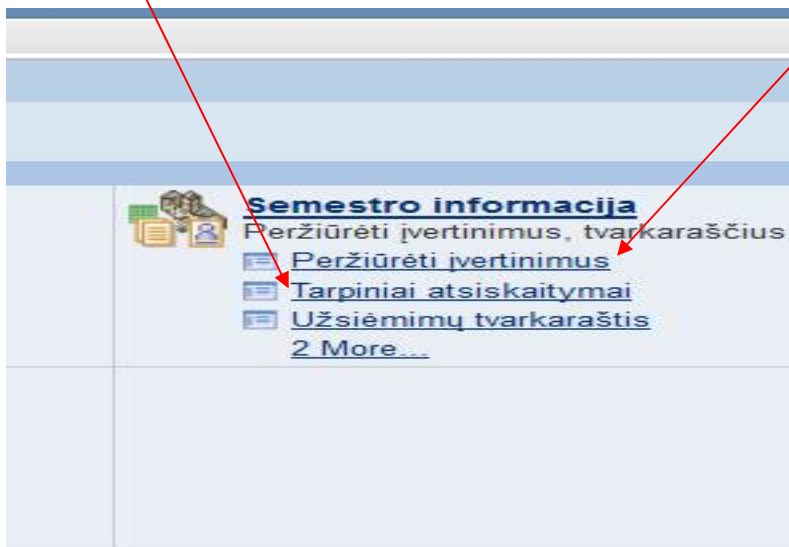 Semestro informacija
Peržiūrėti įvertinimus, tvarkaraščius
Peržiūrėti įvertinimus
Tarpiniai atsiskaitymai
Užsiėmimų tvarkaraštis
2 More...